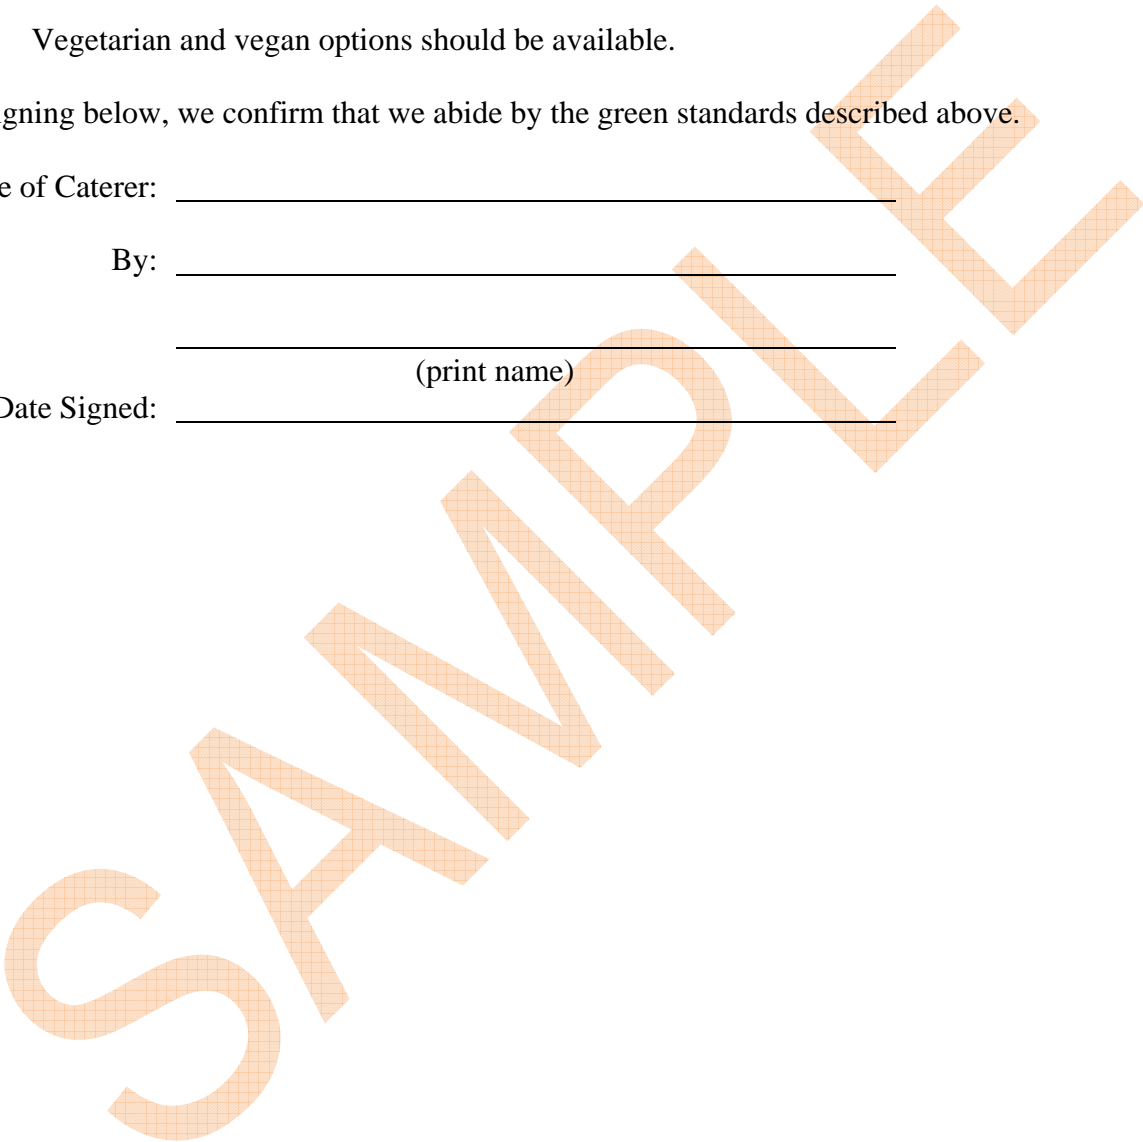 Vegetarian and vegan options should be available.
gning below, we confirm that we abide by the green standards described above.
e of Caterer:
By:
(print name)
Date Signed:
SAMPLE